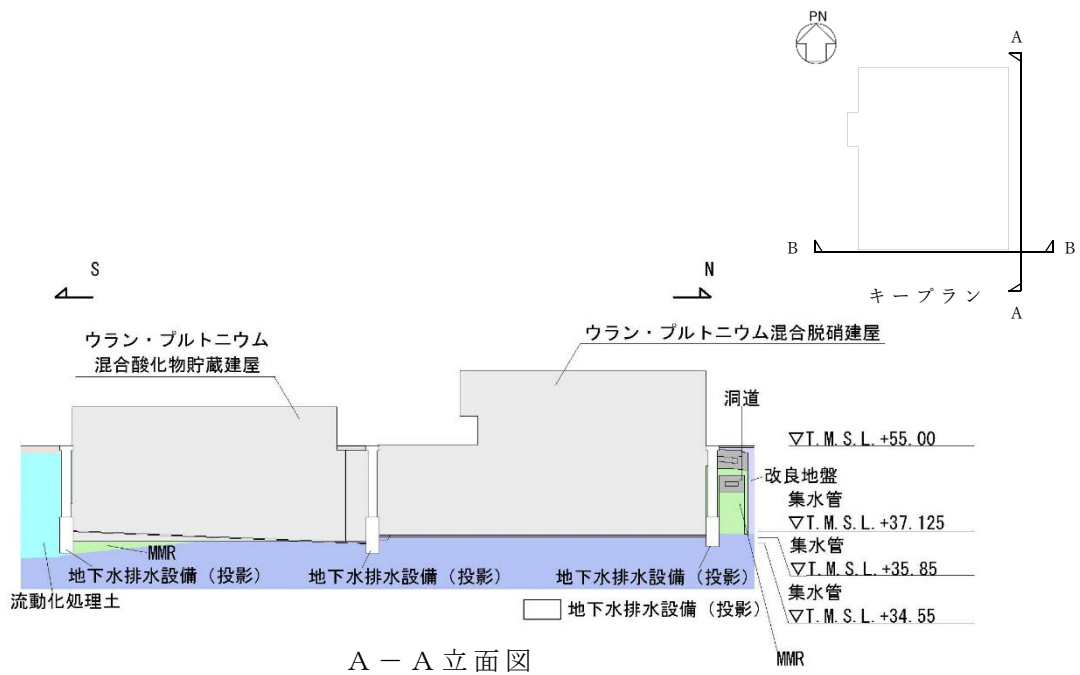 PN
A
B
B
キープラン
A
S
N
ウラン・プルトニウム
混合酸化物貯蔵建屋
ウラン・プルトニウム混合脱硝建屋
洞道
▽T.M.S.L.+55.00
改良地盤
集水管
▽T.M.S.L.+37.125
集水管
▽T.M.S.L.+35.85
集水管
▽T.M.S.L.+34.55
MMR
地下水排水設備(投影)
地下水排水設備(投影)
地下水排水設備(投影)
流動化処理土
地下水排水設備(投影)
MMR
A-A立面図